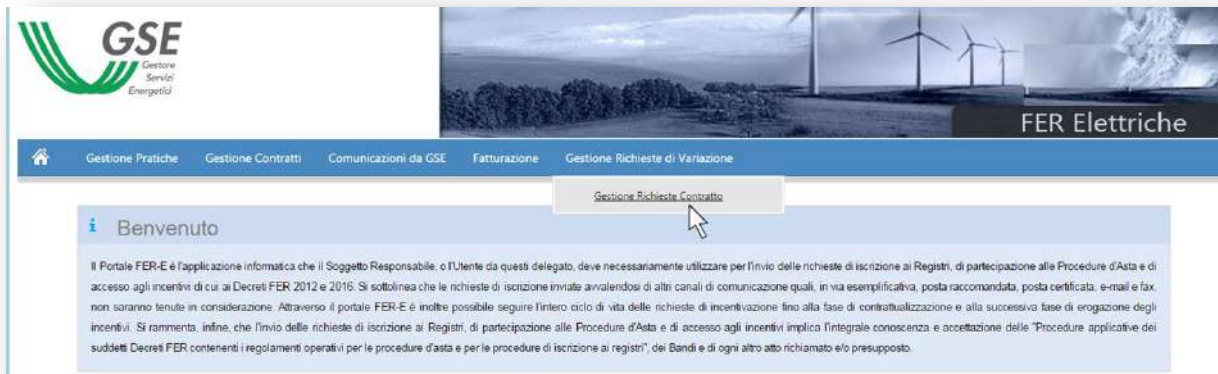 GSE
Gestore
Servizi
Energetici
FER Elettriche
Gestione Pratiche Gestione Contratti Comunicazioni da GSE Fatturazione Gestione Richieste di Variazione
Gestione Richieste Contratto
i Benvenuto
Il Portale FER-E è l'applicazione informatica che il Soggetto Responsabile, o l'Utente da questi delegato, deve necessariamente utilizzare per l'invio delle richieste di iscrizione ai Registri, di partecipazione alle Procedure d'Asta e di
accesso agli incentivi di cui ai Decreti FER 2012 e 2016. Si sottolinea che le richieste di iscrizione inviate avvalendosi di altri canali di comunicazione quali, in via esemplificativa, posta raccomandata, posta certificata, e-mail e fax,
non saranno tenute in considerazione. Attraverso il portale FER-E è inoltre possibile seguire l'intero ciclo di vita delle richieste di incentivazione fino alla fase di contrattualizzazione e alla successiva fase di erogazione degli
incentivi. Si rammenta, infine, che l'invio delle richieste di iscrizione ai Registri, di partecipazione alle Procedure d'Asta e di accesso agli incentivi implica l'integrale conoscenza e accettazione delle "Procedure applicative dei
suddetti Decreti FER contenenti i regolamenti operativi per le procedure d'asta e per le procedure di iscrizione ai registri", dei Bandi e di ogni altro atto richiamato e/o presupposto.